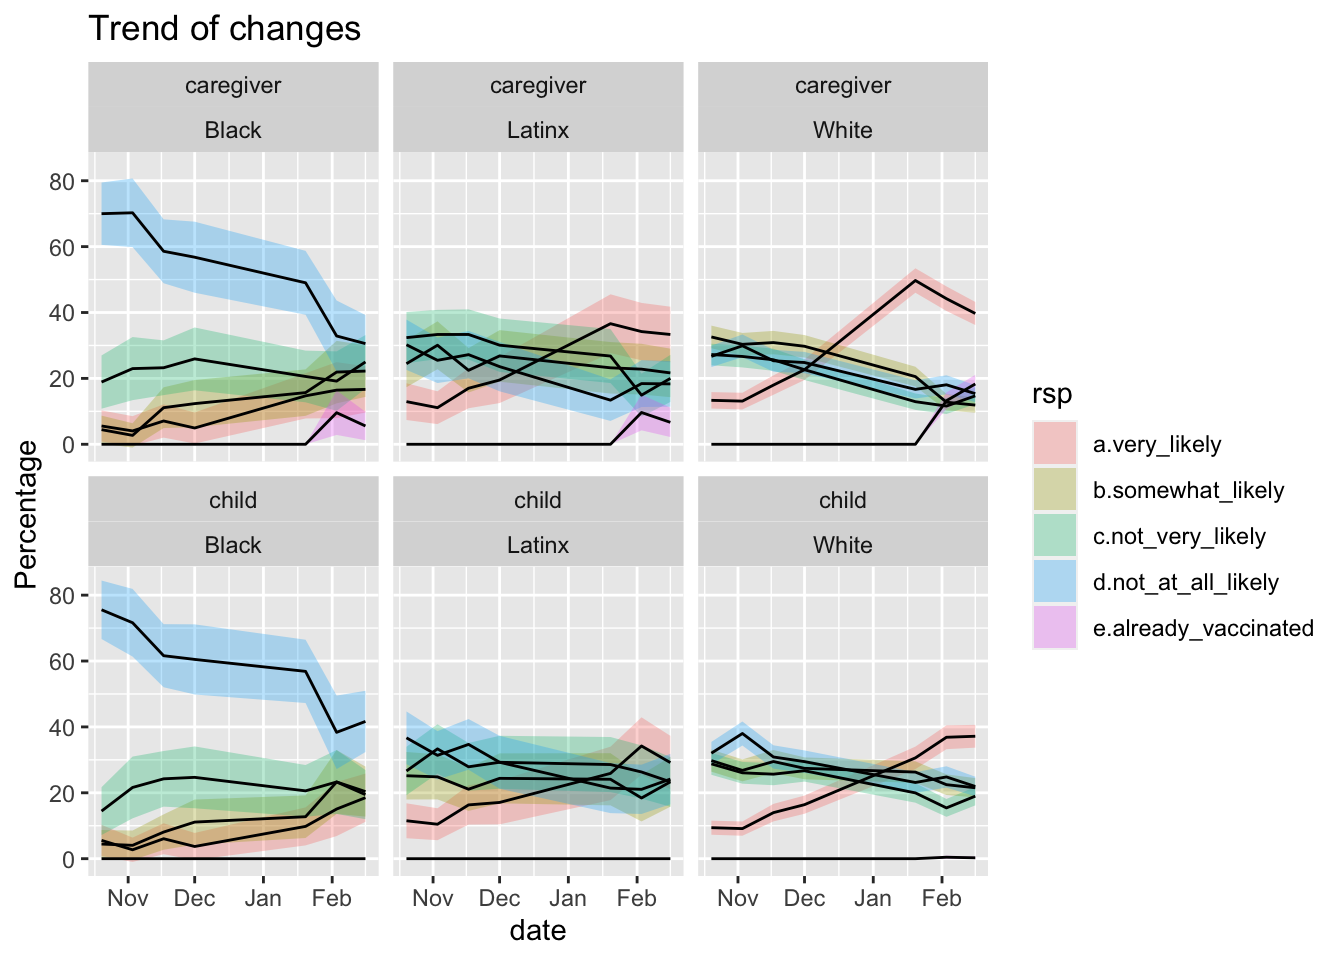 Trend of changes
caregiver
Black
caregiver
Latinx
caregiver
White
80
60
40
20
0
child
Black
child
Latinx
child
White
80
60
40
20
0
Nov Dec Jan Feb
Nov Dec Jan Feb
Nov Dec Jan Feb
date
Percentage
rsp
a.very_likely
b.somewhat_likely
c.not_very_likely
d.not_at_all_likely
e.already_vaccinated